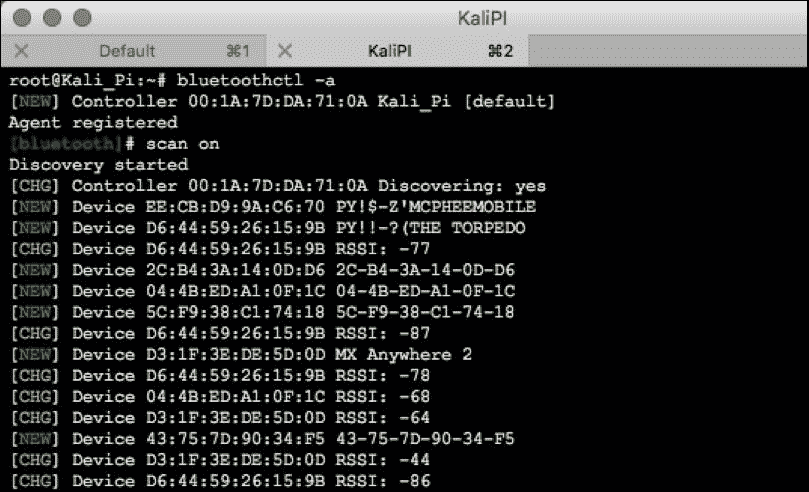 KaliPI
Default ⌘1 KaliPI ⌘2
root@Kali_Pi:~# bluetoothctl -a
[NEW] Controller 00:1A:7D:DA:71:0A Kali_Pi [default]
Agent registered
[bluetooth]# scan on
Discovery started
[CHG] Controller 00:1A:7D:DA:71:0A Discovering: yes
[NEW] Device EE:CB:D9:9A:C6:70 PY!$-Z'MCPHEEMOBILE
[NEW] Device D6:44:59:26:15:9B PY!!-?(THE TORPEDO
[CHG] Device D6:44:59:26:15:9B RSSI: -77
[NEW] Device 2C:B4:3A:14:0D:D6 2C-B4-3A-14-0D-D6
[NEW] Device 04:4B:ED:A1:0F:1C 04-4B-ED-A1-0F-1C
[NEW] Device 5C:F9:38:C1:74:18 5C-F9-38-C1-74-18
[CHG] Device D6:44:59:26:15:9B RSSI: -87
[NEW] Device D3:1F:3E:DE:5D:0D MX Anywhere 2
[CHG] Device D6:44:59:26:15:9B RSSI: -78
[CHG] Device 04:4B:ED:A1:0F:1C RSSI: -68
[CHG] Device D3:1F:3E:DE:5D:0D RSSI: -64
[NEW] Device 43:75:7D:90:34:F5 43-75-7D-90-34-F5
[CHG] Device D3:1F:3E:DE:5D:0D RSSI: -44
[CHG] Device D6:44:59:26:15:9B RSSI: -86